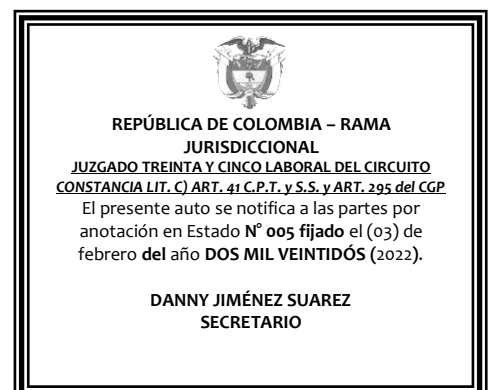 REPÚBLICA DE COLOMBIA – RAMA
JURISDICCIONAL
JUZGADO TREINTA Y CINCO LABORAL DEL CIRCUITO
CONSTANCIA LIT. C) ART. 41 C.P.T. y S.S. y ART. 295 del CGP
El presente auto se notifica a las partes por
anotación en Estado N° 005 fijado el (03) de
febrero del año DOS MIL VEINTIDÓS (2022).
DANNY JIMÉNEZ SUAREZ
SECRETARIO